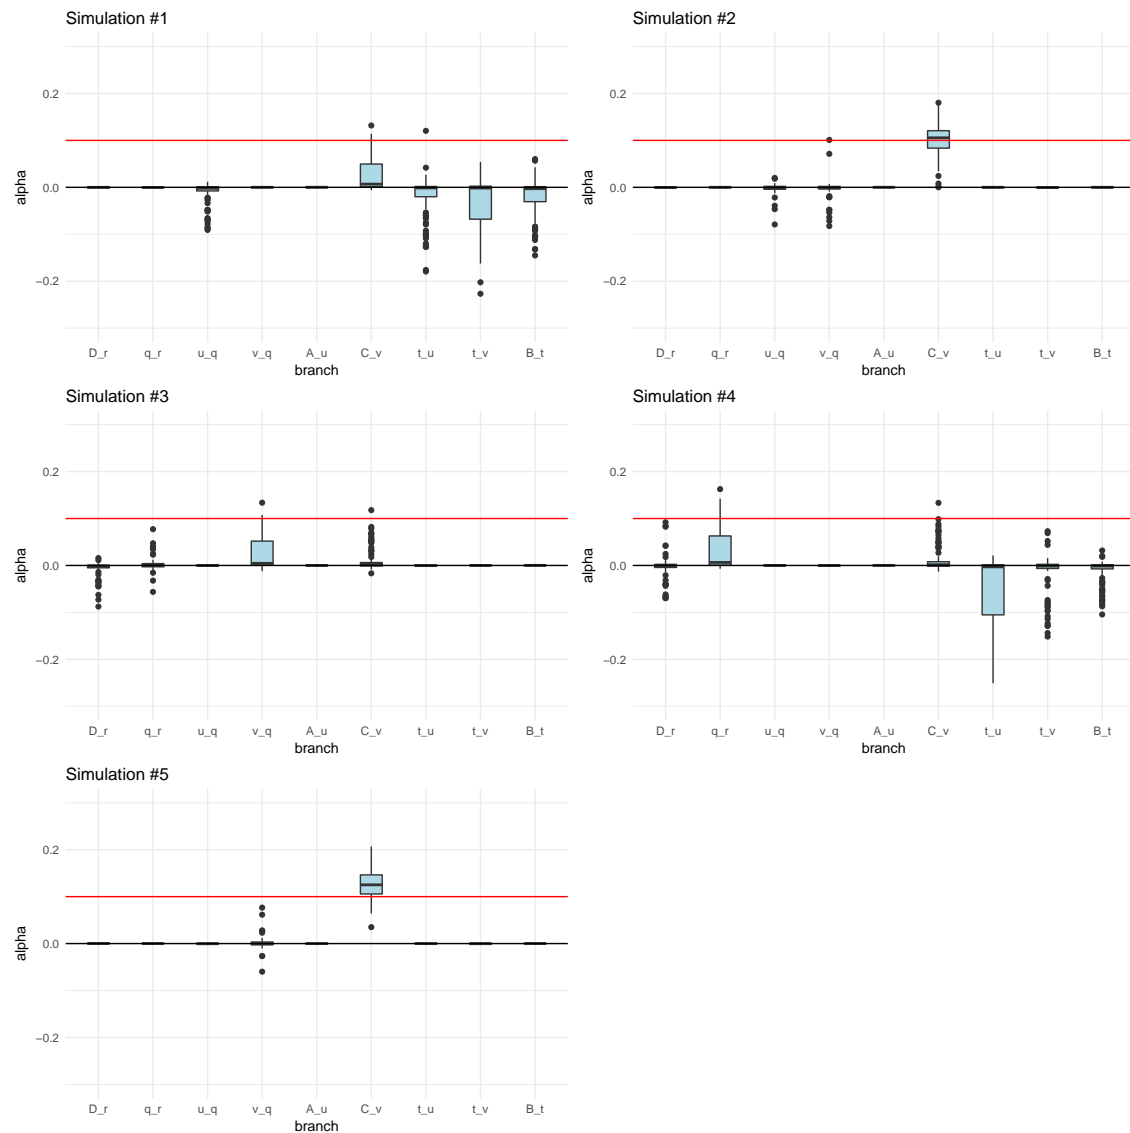 Simulation #1
0.2
0.0
−0.2
alpha
D_r q_r u_q v_q A_u C_v t_u t_v B_t
branch
Simulation #2
0.2
0.0
−0.2
alpha
D_r q_r u_q v_q A_u C_v t_u t_v B_t
branch
Simulation #3
0.2
0.0
−0.2
alpha
D_r q_r u_q v_q A_u C_v t_u t_v B_t
branch
Simulation #4
0.2
0.0
−0.2
alpha
D_r q_r u_q v_q A_u C_v t_u t_v B_t
branch
Simulation #5
0.2
0.0
−0.2
alpha
D_r q_r u_q v_q A_u C_v t_u t_v B_t
branch